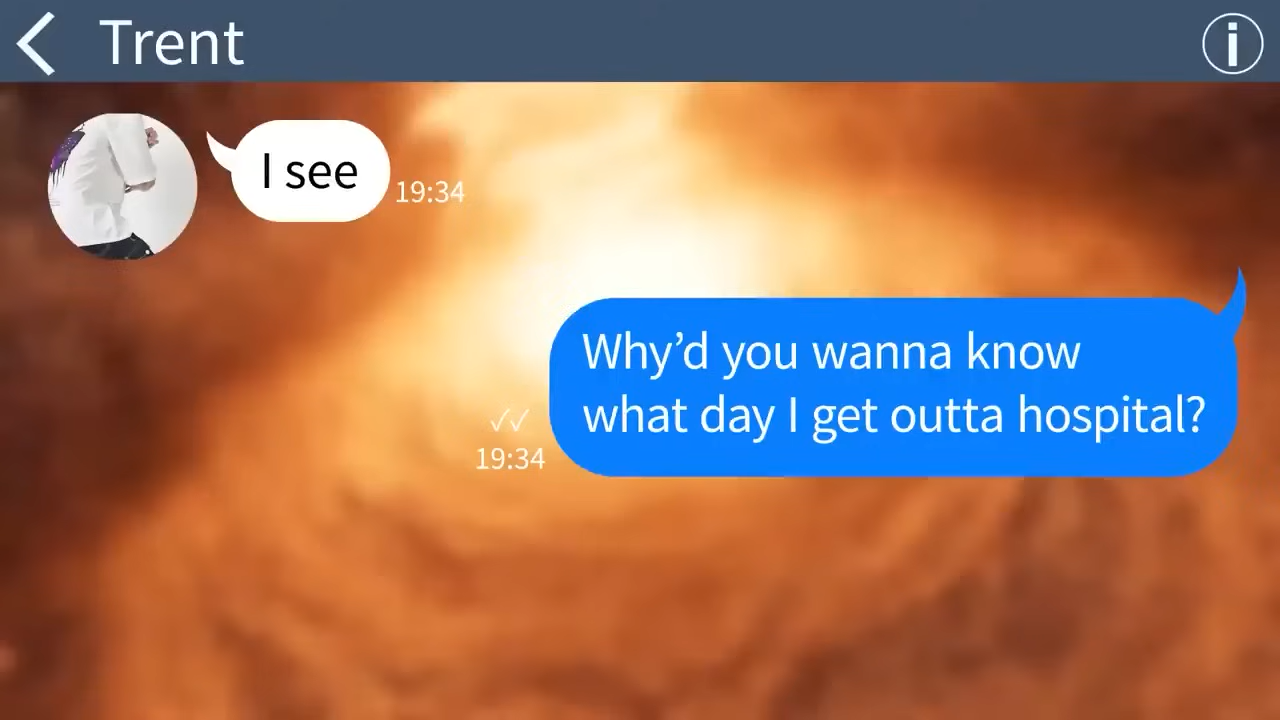 Trent
I see
19:34
Why’d you wanna know
what day I get outta hospital?
19:34